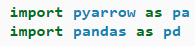 import pyarrow as pa
import pandas as pd